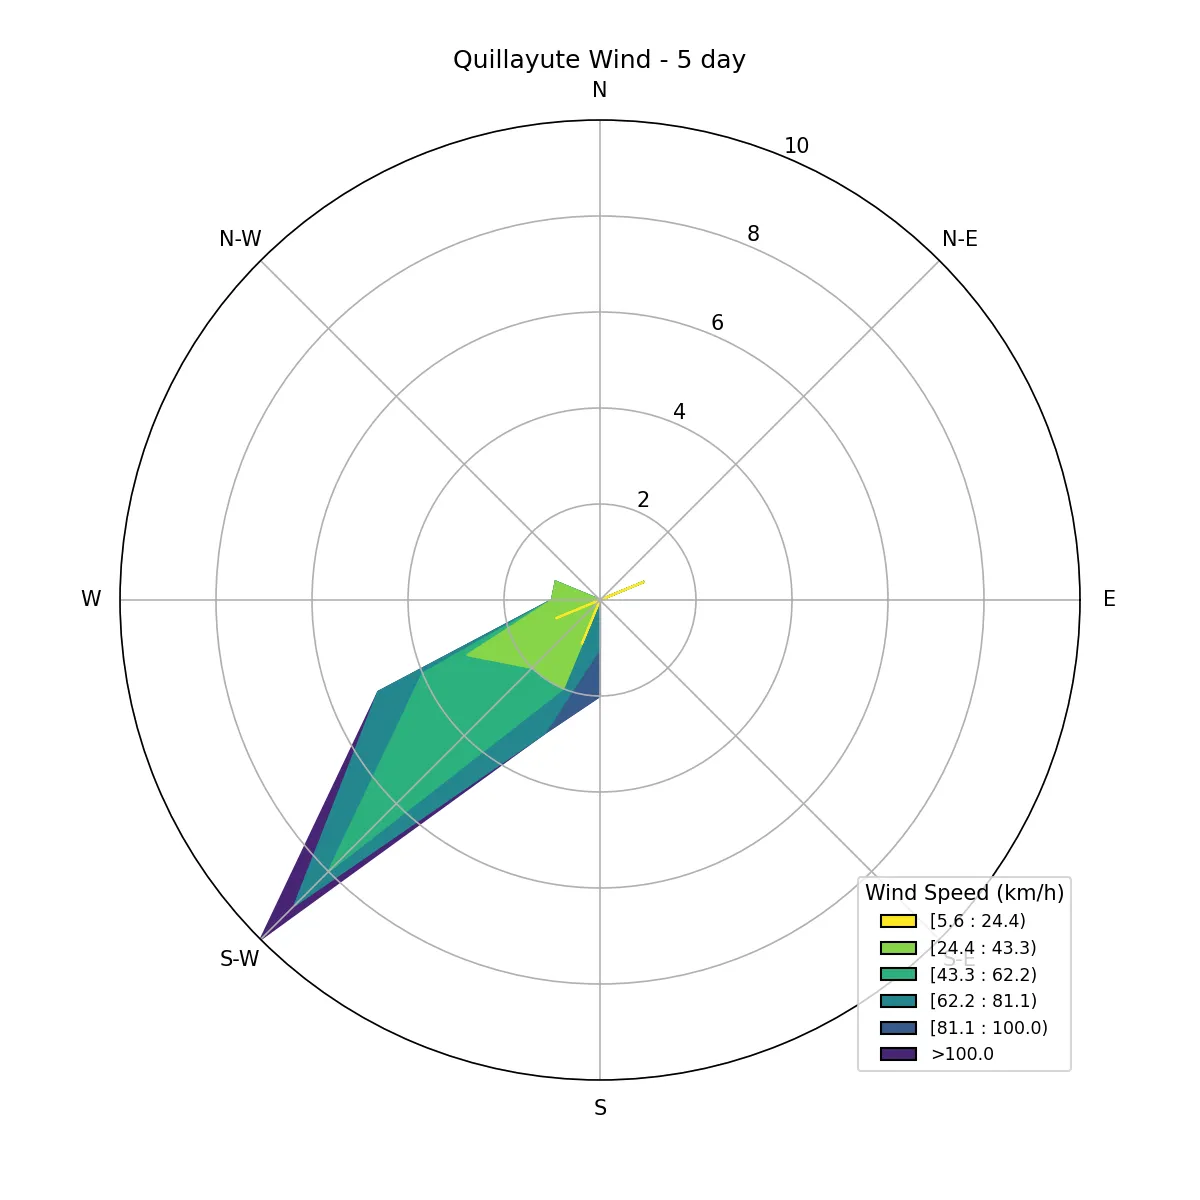 Quillayute Wind - 5 day
N
10
N-W
N-E
8
6
4
2
W
E
S-W
S-E
Wind Speed (km/h)
[5.6 : 24.4)
[24.4 : 43.3)
[43.3 : 62.2)
[62.2 : 81.1)
[81.1 : 100.0)
>100.0
S